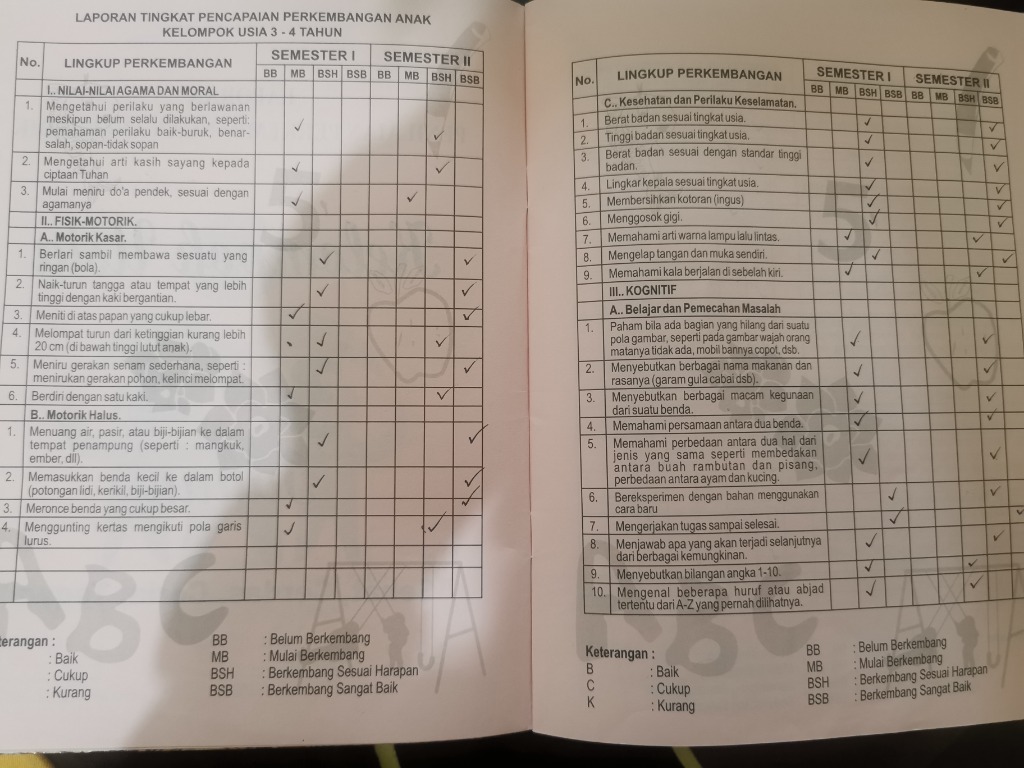 LAPORAN TINGKAT PENCAPAIAN PERKEMBANGAN ANAK
KELOMPOK USIA 3 - 4 TAHUN
No. LINGKUP PERKEMBANGAN SEMESTER I SEMESTER II
BB MB BSH BSB BB MB BSH BSB
I.. NILAI-NILAI AGAMA DAN MORAL
1. Mengetahui perilaku yang berlawanan
meskipun belum selalu dilakukan, seperti:
pemahaman perilaku baik-buruk, benar-
salah, sopan-tidak sopan
2. Mengetahui arti kasih sayang kepada
ciptaan Tuhan
3. Mulai meniru do'a pendek, sesuai dengan
agamanya
II.. FISIK-MOTORIK.
A.. Motorik Kasar.
1. Berlari sambil membawa sesuatu yang
ringan (bola).
2. Naik-turun tangga atau tempat yang lebih
tinggi dengan kaki bergantian.
3. Meniti di atas papan yang cukup lebar.
4. Melompat turun dari ketinggian kurang lebih
20 cm (di bawah tinggi lutut anak).
5. Meniru gerakan senam sederhana, seperti :
menirukan gerakan pohon, kelinci melompat.
6. Berdiri dengan satu kaki.
B.. Motorik Halus.
1. Menuang air, pasir, atau biji-bijian ke dalam
tempat penampung (seperti : mangkuk,
ember, dll).
2. Memasukkan benda kecil ke dalam botol
(potongan lidi, kerikil, biji-bijian).
3. Meronce benda yang cukup besar.
4. Menggunting kertas mengikuti pola garis
lurus.
ABC
eterangan :
: Baik
: Cukup
: Kurang
BB : Belum Berkembang
MB : Mulai Berkembang
BSH : Berkembang Sesuai Harapan
BSB : Berkembang Sangat Baik
No. LINGKUP PERKEMBANGAN SEMESTER I SEMESTER II
BB MB BSH BSB BB MB BSH BSB
C.. Kesehatan dan Perilaku Keselamatan.
1. Berat badan sesuai tingkat usia.
2. Tinggi badan sesuai tingkat usia.
3. Berat badan sesuai dengan standar tinggi
badan.
4. Lingkar kepala sesuai tingkat usia.
5. Membersihkan kotoran (ingus)
6. Menggosok gigi.
7. Memahami arti warna lampu lalu lintas.
8. Mengelap tangan dan muka sendiri.
9. Memahami kala berjalan di sebelah kiri.
III.. KOGNITIF
A.. Belajar dan Pemecahan Masalah
1. Paham bila ada bagian yang hilang dari suatu
pola gambar, seperti pada gambar wajah orang
matanya tidak ada, mobil bannya copot, dsb.
2. Menyebutkan berbagai nama makanan dan
rasanya (garam gula cabai dsb).
3. Menyebutkan berbagai macam kegunaan
dari suatu benda.
4. Memahami persamaan antara dua benda.
5. Memahami perbedaan antara dua hal dari
jenis yang sama seperti membedakan
antara buah rambutan dan pisang,
perbedaan antara ayam dan kucing.
6. Bereksperimen dengan bahan menggunakan
cara baru
7. Mengerjakan tugas sampai selesai.
8. Menjawab apa yang akan terjadi selanjutnya
dari berbagai kemungkinan.
9. Menyebutkan bilangan angka 1-10.
10. Mengenal beberapa huruf atau abjad
tertentu dari A-Z yang pernah dilihatnya.
Keterangan :
B : Baik
C : Cukup
K : Kurang
BB : Belum Berkembang
MB : Mulai Berkembang
BSH : Berkembang Sesuai Harapan
BSB : Berkembang Sangat Baik